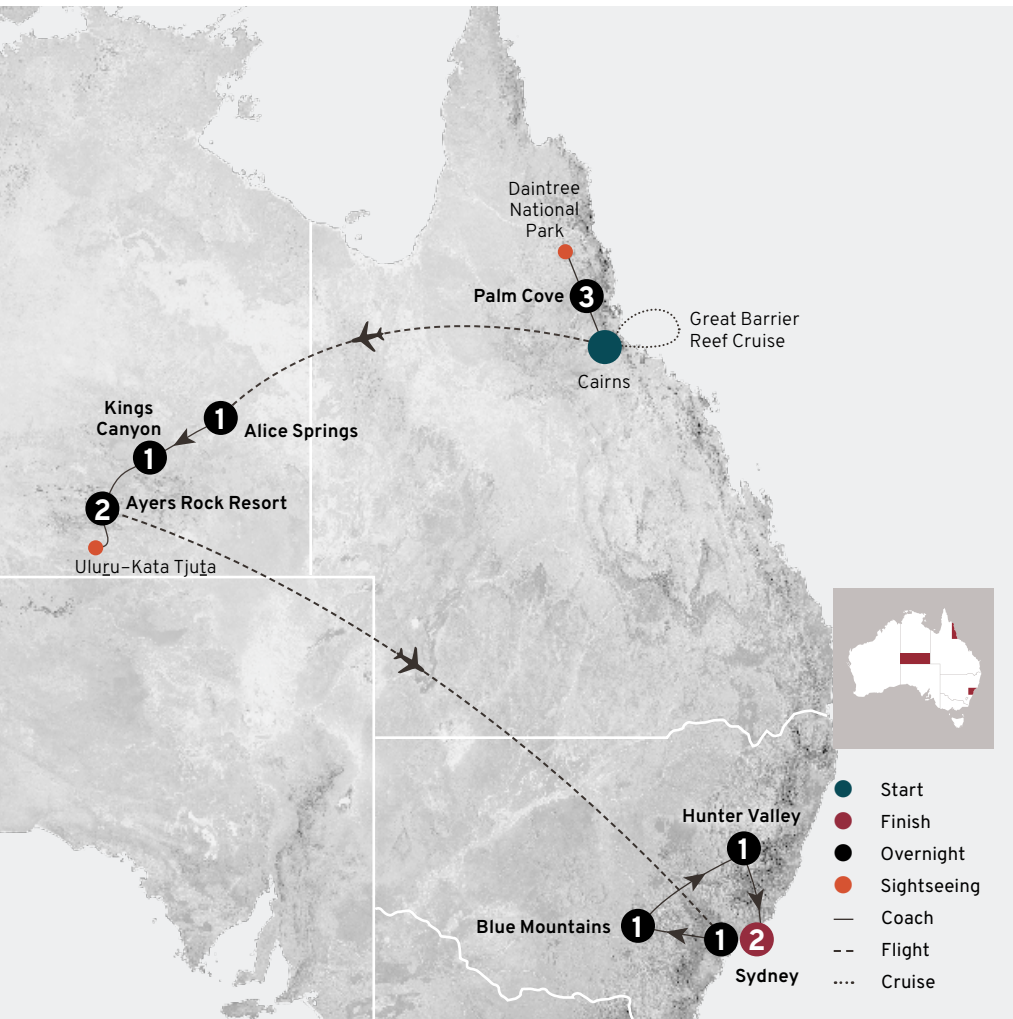 Daintree
National
Park
Palm Cove
3
Great Barrier
Reef Cruise
Cairns
Kings
Canyon
1
Alice Springs
1
2
Ayers Rock Resort
Uluṟu–Kata Tjuṯa
Hunter Valley
1
Blue Mountains
1
1
2
Sydney
Start
Finish
Overnight
Sightseeing
Coach
Flight
Cruise